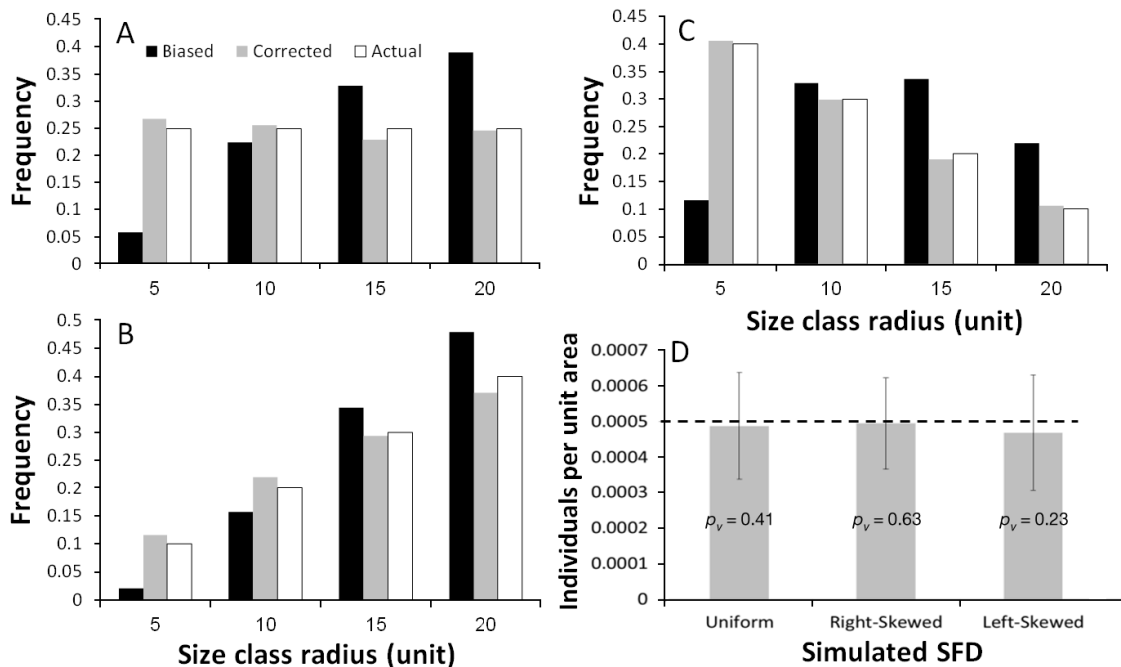 A
Biased Corrected Actual
Frequency
0.45
0.4
0.35
0.3
0.25
0.2
0.15
0.1
0.05
0
5 10 15 20
B
Frequency
0.5
0.45
0.4
0.35
0.3
0.25
0.2
0.15
0.1
0.05
0
5 10 15 20
Size class radius (unit)
C
Frequency
0.45
0.4
0.35
0.3
0.25
0.2
0.15
0.1
0.05
0
5 10 15 20
Size class radius (unit)
D
Individuals per unit area
0.0007
0.0006
0.0005
0.0004
0.0003
0.0002
0.0001
0
pv = 0.41 pv = 0.63 pv = 0.23
Uniform Right-Skewed Left-Skewed
Simulated SFD